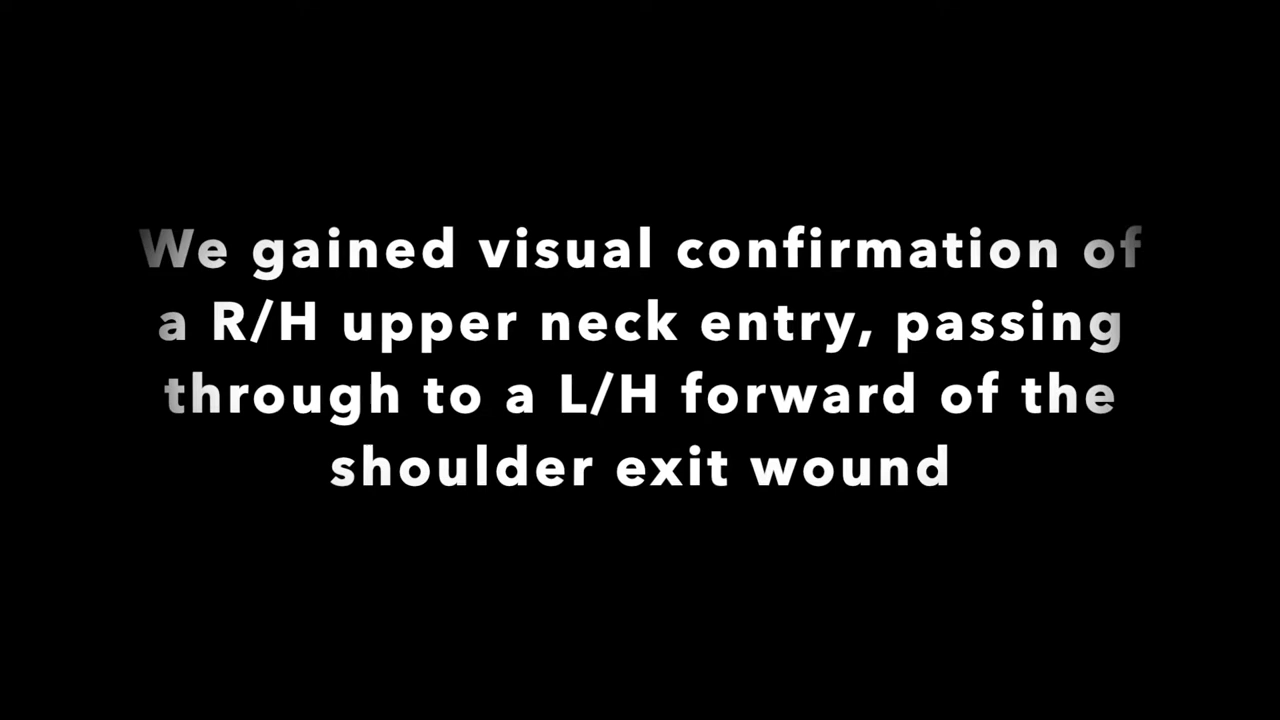 We gained visual confirmation of
a R/H upper neck entry, passing
through to a L/H forward of the
shoulder exit wound